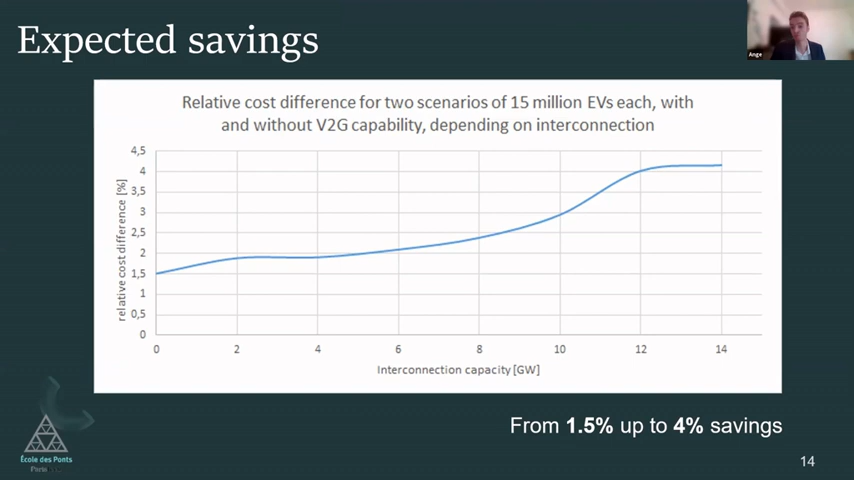 Expected savings
Ange
Relative cost difference for two scenarios of 15 million EVs each, with
and without V2G capability, depending on interconnection
relative cost difference [%]
4,5
4
3,5
3
2,5
2
1,5
1
0,5
0
0 2 4 6 8 10 12 14
Interconnection capacity [GW]
From 1.5% up to 4% savings
École des Ponts
14